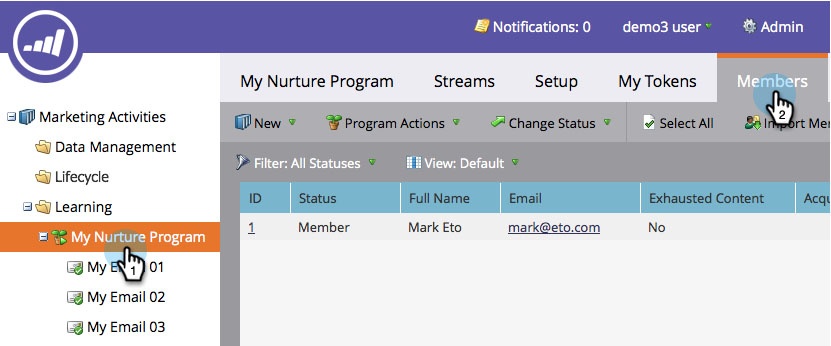 Notifications: 0 demo3 user Admin
My Nurture Program Streams Setup My Tokens Members
New Program Actions Change Status Select All Import Mem
Filter: All Statuses View: Default
ID Status Full Name Email Exhausted Content Acqu
1 Member Mark Eto mark@eto.com No
Marketing Activities
Data Management
Lifecycle
Learning
My Nurture Program
1
My Email 01
My Email 02
My Email 03
2